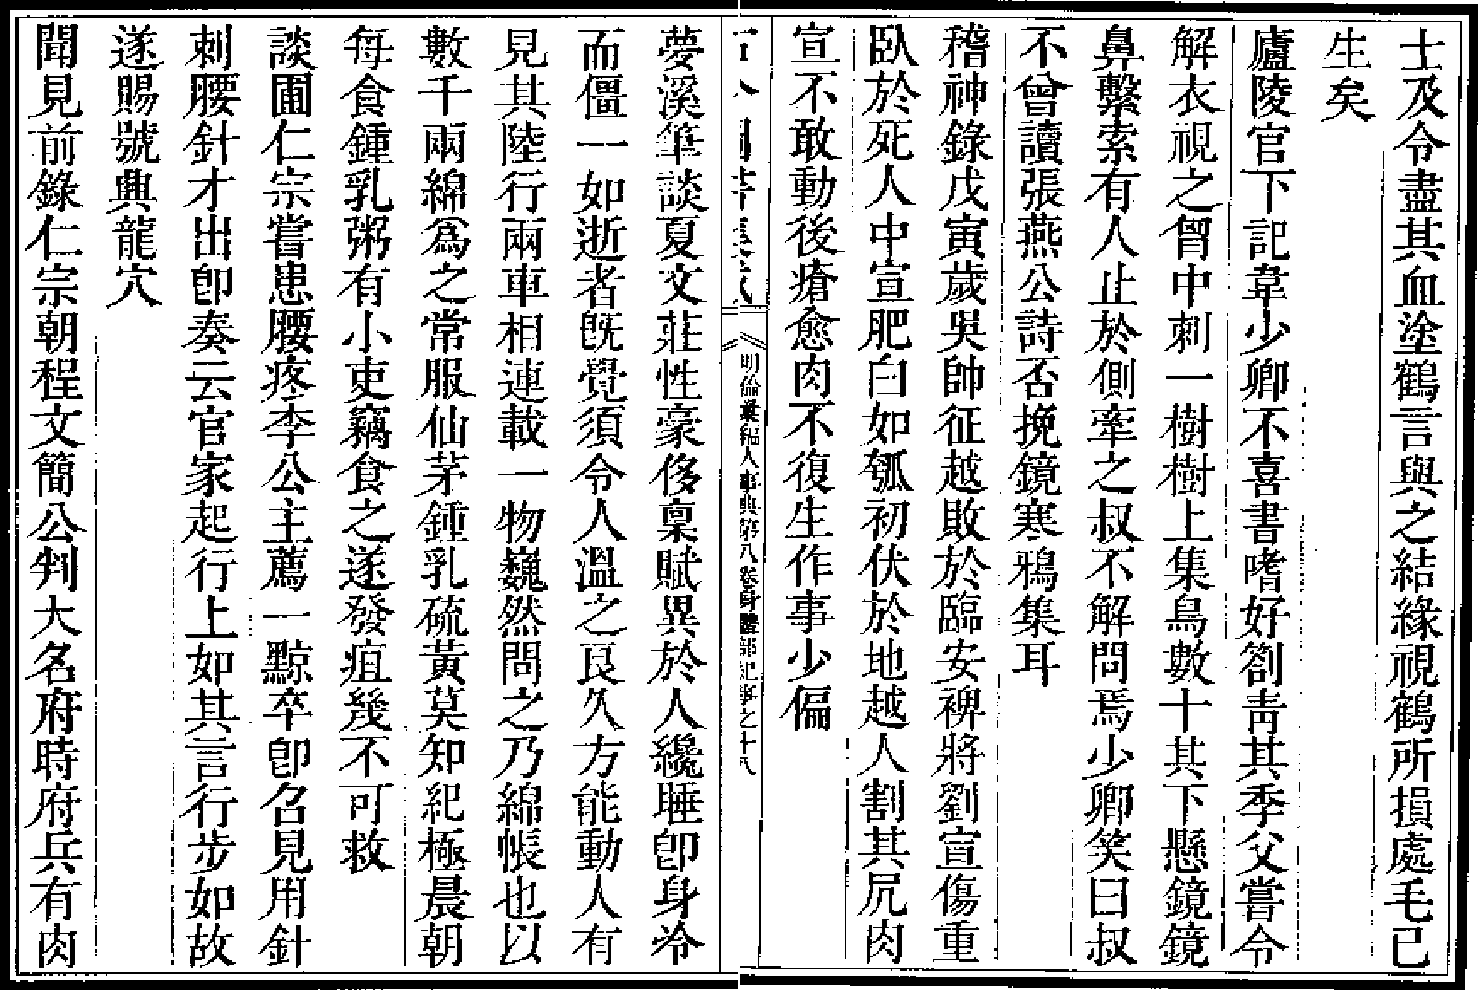 士及令盡其血塗鶴言與之結緣視鶴所損處毛已
生矣
廬陵官下記韋少卿不喜書嗜好劄靑其季父嘗令
解衣視之胷中刺一樹樹上集鳥數十其下懸鏡鏡
鼻繫索有人止於側牽之叔不解問焉少卿笑曰叔
不曾讀張燕公詩否挽鏡寒鴉集耳
稽神錄戊寅歲吳帥征越敗於臨安裨將劉宣傷重
臥於死人中宣肥白如瓠初伏於地越人割其尻肉
宣不敢動後瘡愈肉不復生作事少偏
明倫彙編人事典第八卷身體部紀事之十八
夢溪筆談夏文莊性豪侈稟賦異於人纔睡卽身冷
而僵一如逝者旣覺須令人溫之良久方能動人有
見其陸行兩車相連載一物巍然問之乃綿帳也以
數千兩綿爲之常服仙茅鍾乳硫黃莫知紀極晨朝
每食鍾乳粥有小吏竊食之遂發疽幾不可救
談圃仁宗嘗患腰疼李公主薦一黥卒卽召見用針
刺腰針才出卽奏云官家起行上如其言行步如故
遂賜號興龍穴
聞見前錄仁宗朝程文簡公判大名府時府兵有肉